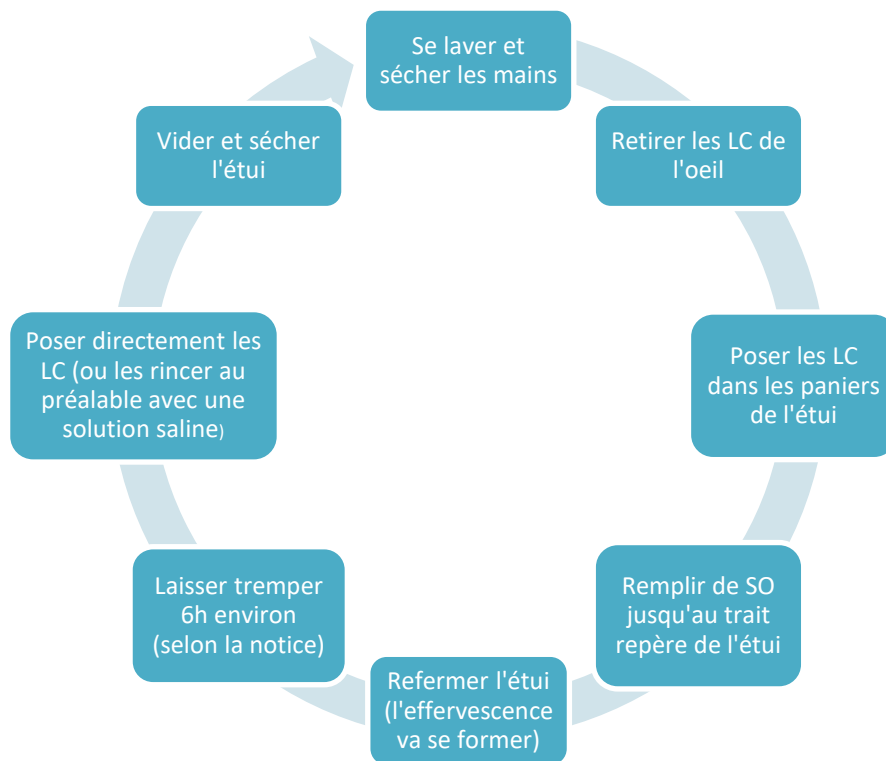 Se laver et
sécher les mains
Retirer les LC de
l'oeil
Poser les LC
dans les paniers
de l'étui
Remplir de SO
jusqu'au trait
repère de l'étui
Refermer l'étui
(l'effervescence
va se former)
Laisser tremper
6h environ
(selon la notice)
Poser directement les
LC (ou les rincer au
préalable avec une
solution saline)
Vider et sécher
l'étui